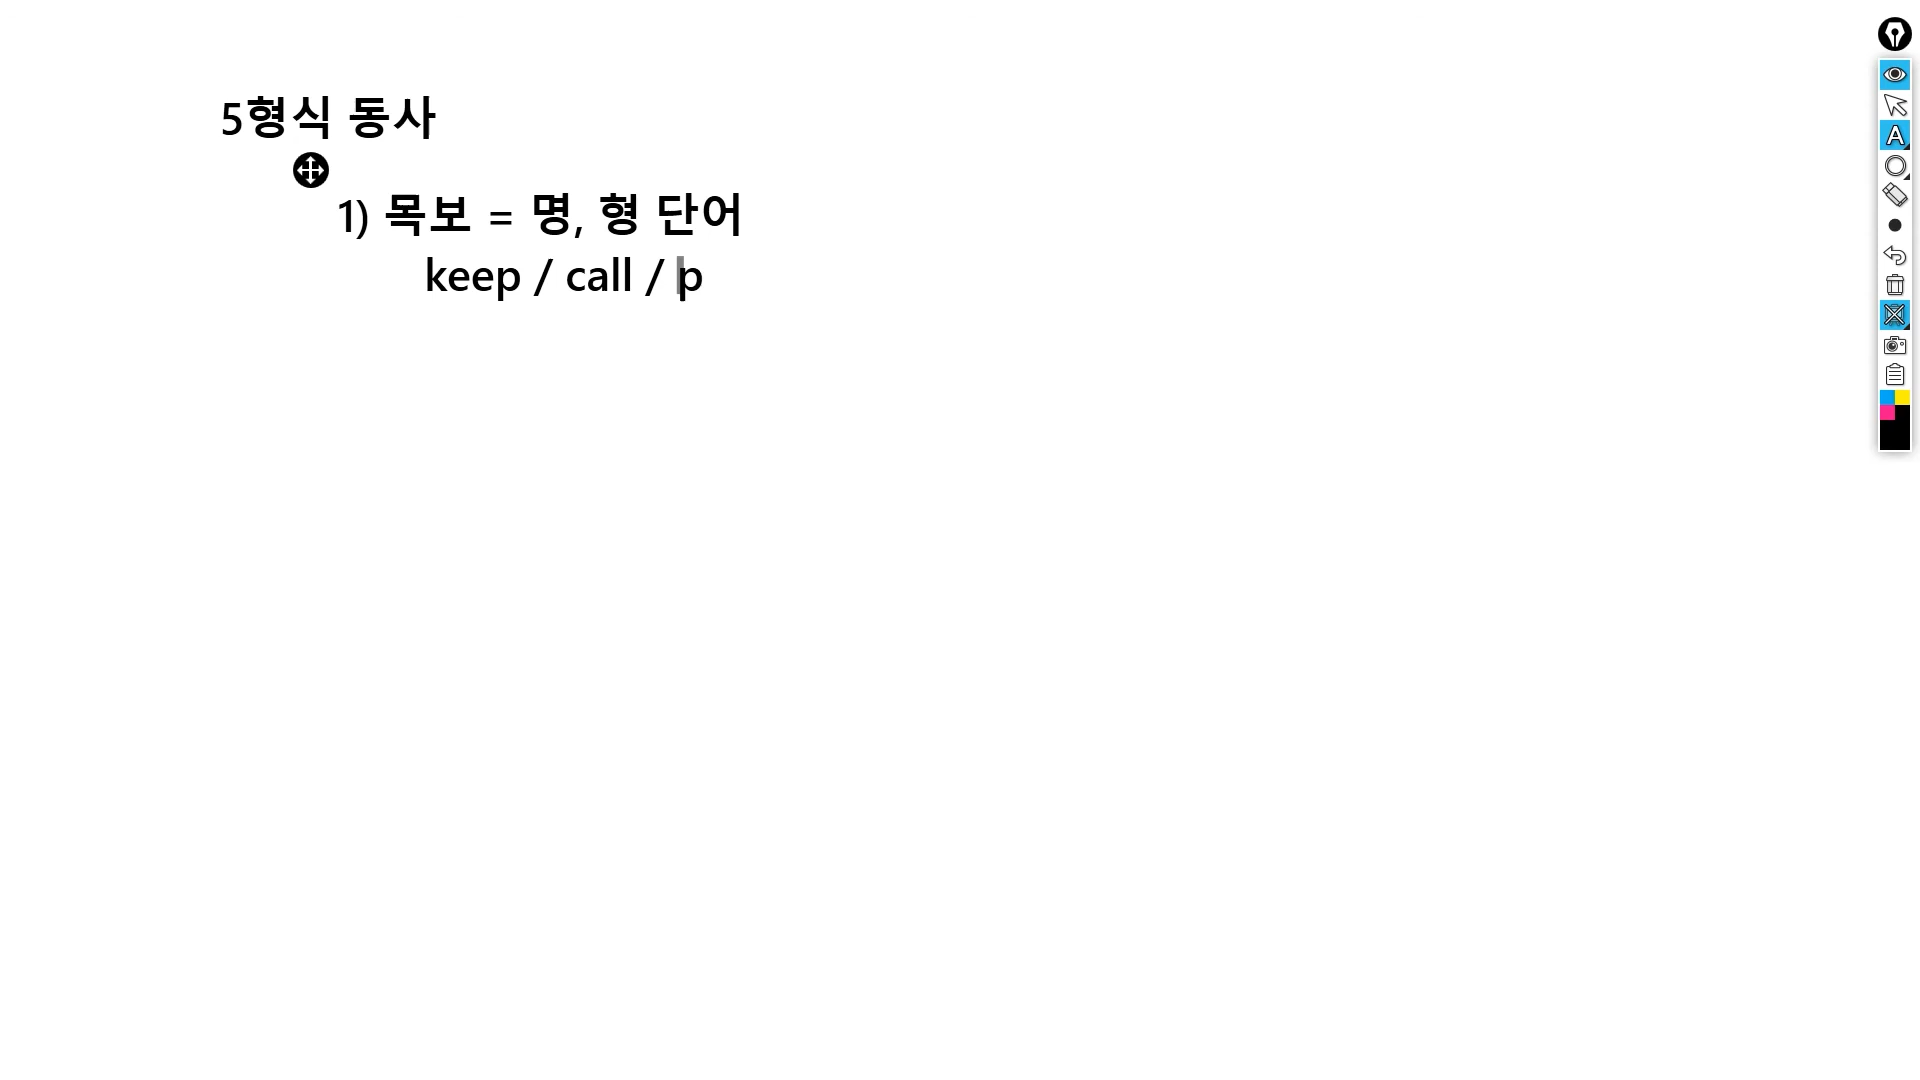 5형식 동사
1) 목보 = 명, 형 단어
keep / call / p
A